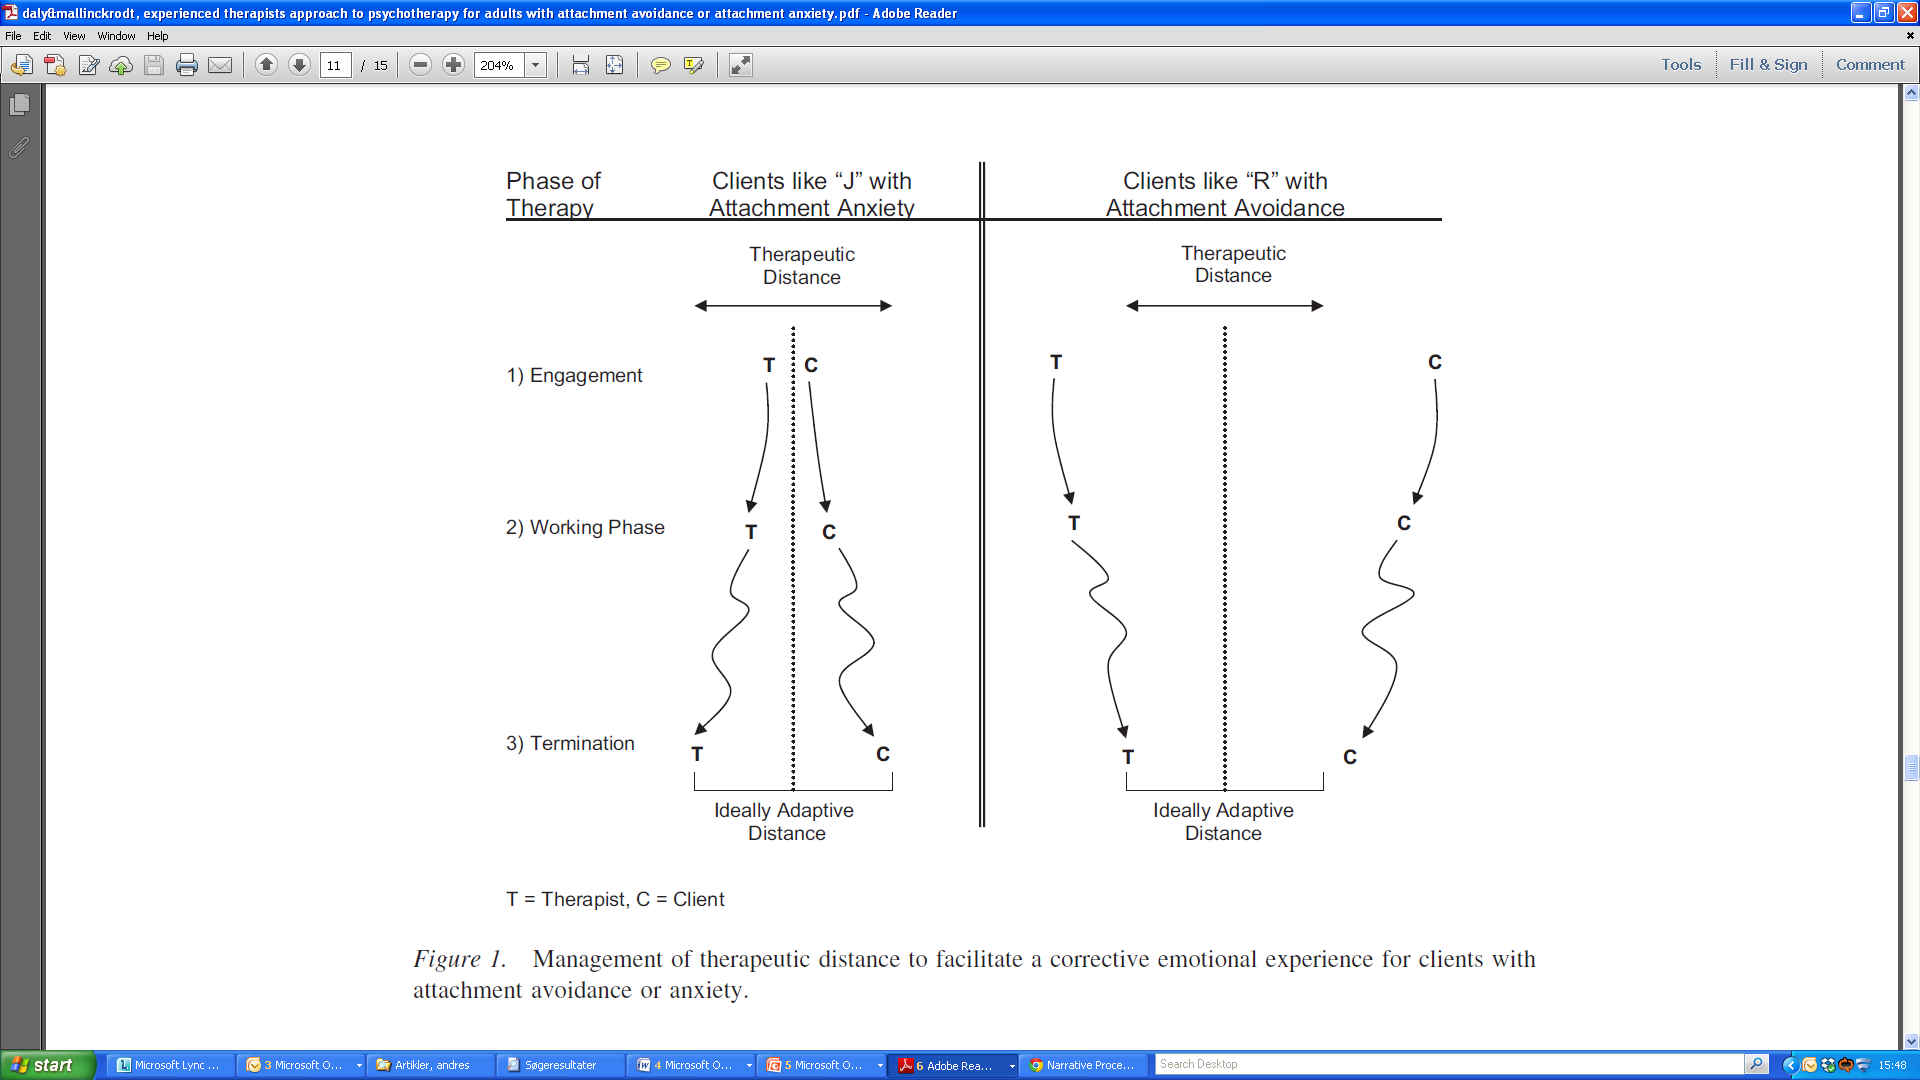 dalyftmallinckrodt, experienced therapists approach to psychotherapy for adults with attachment avoidance or attachment anxiety.pdf - Adobe Reader
File Edit View Window Help
11 / 15 204% Tools Fill & Sign Comment
Phase of Therapy
Clients like “J” with
Attachment Anxiety
Clients like “R” with
Attachment Avoidance
Therapeutic
Distance
Therapeutic
Distance
1) Engagement
T C
T C
2) Working Phase
T C
T C
3) Termination
T C
T C
Ideally Adaptive
Distance
Ideally Adaptive
Distance
T = Therapist, C = Client
Figure 1. Management of therapeutic distance to facilitate a corrective emotional experience for clients with
attachment avoidance or anxiety.
start Microsoft Lync ... 3 Microsoft O... Artikler, andres Søgeresultater 4 Microsoft O... 5 Microsoft O... 6 Adobe Rea... Narrative Proce... Search Desktop 15:48